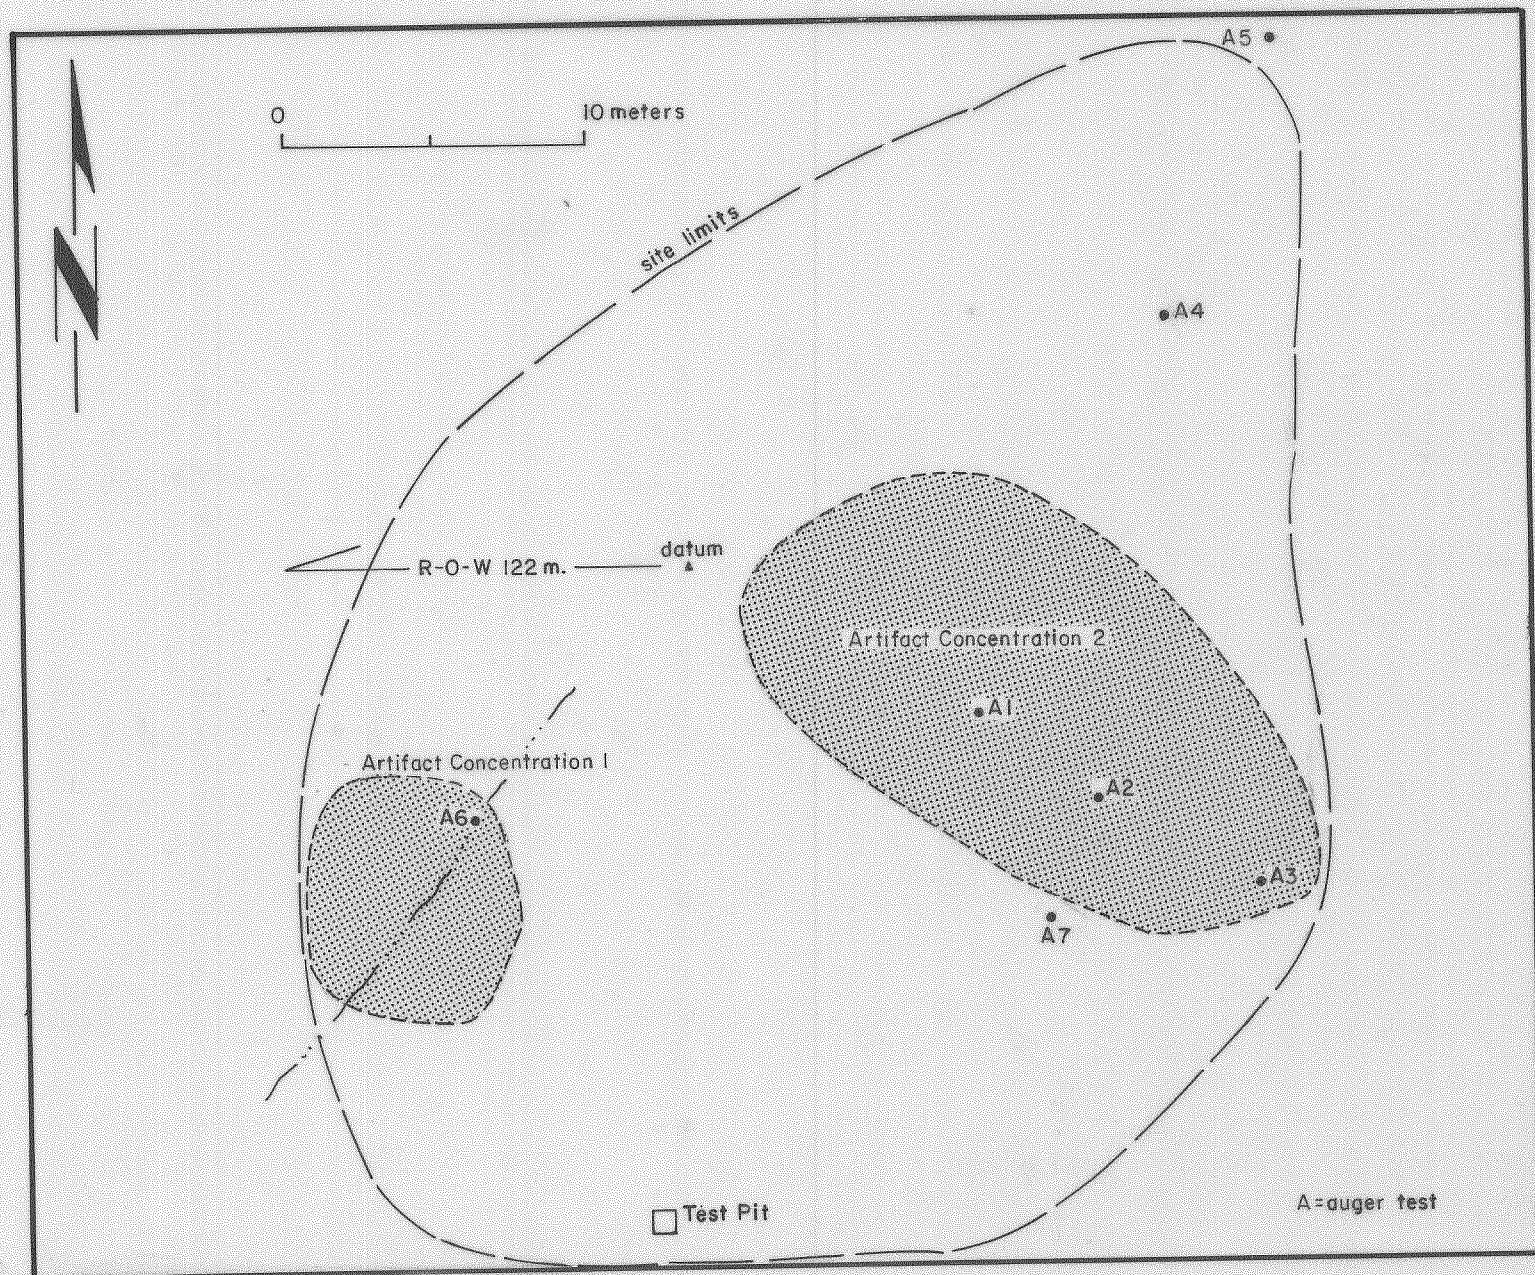 A5
0 10 meters
site limits
N
A4
datum
R-O-W 122 m.
Artifact Concentration 2
A1
Artifact Concentration 1
A2
A6
A3
A7
Test Pit
A=auger test